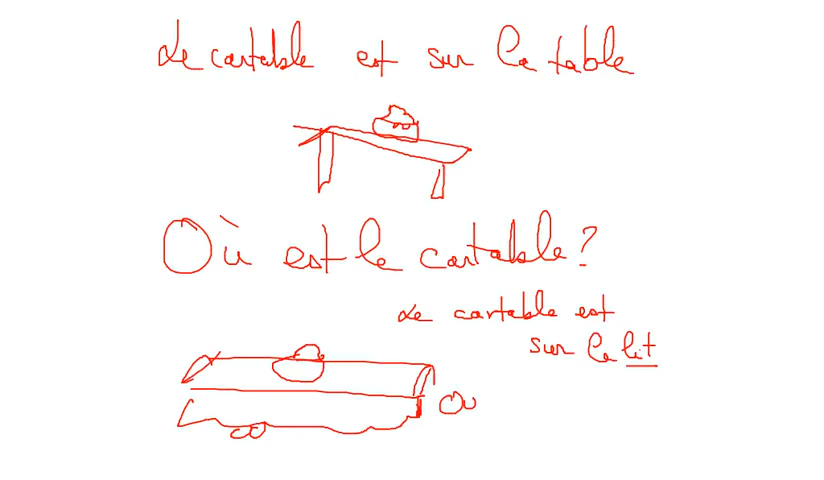 Le cartable est sur la table
Où est le cartable?
Le cartable est
sur le lit
Ou